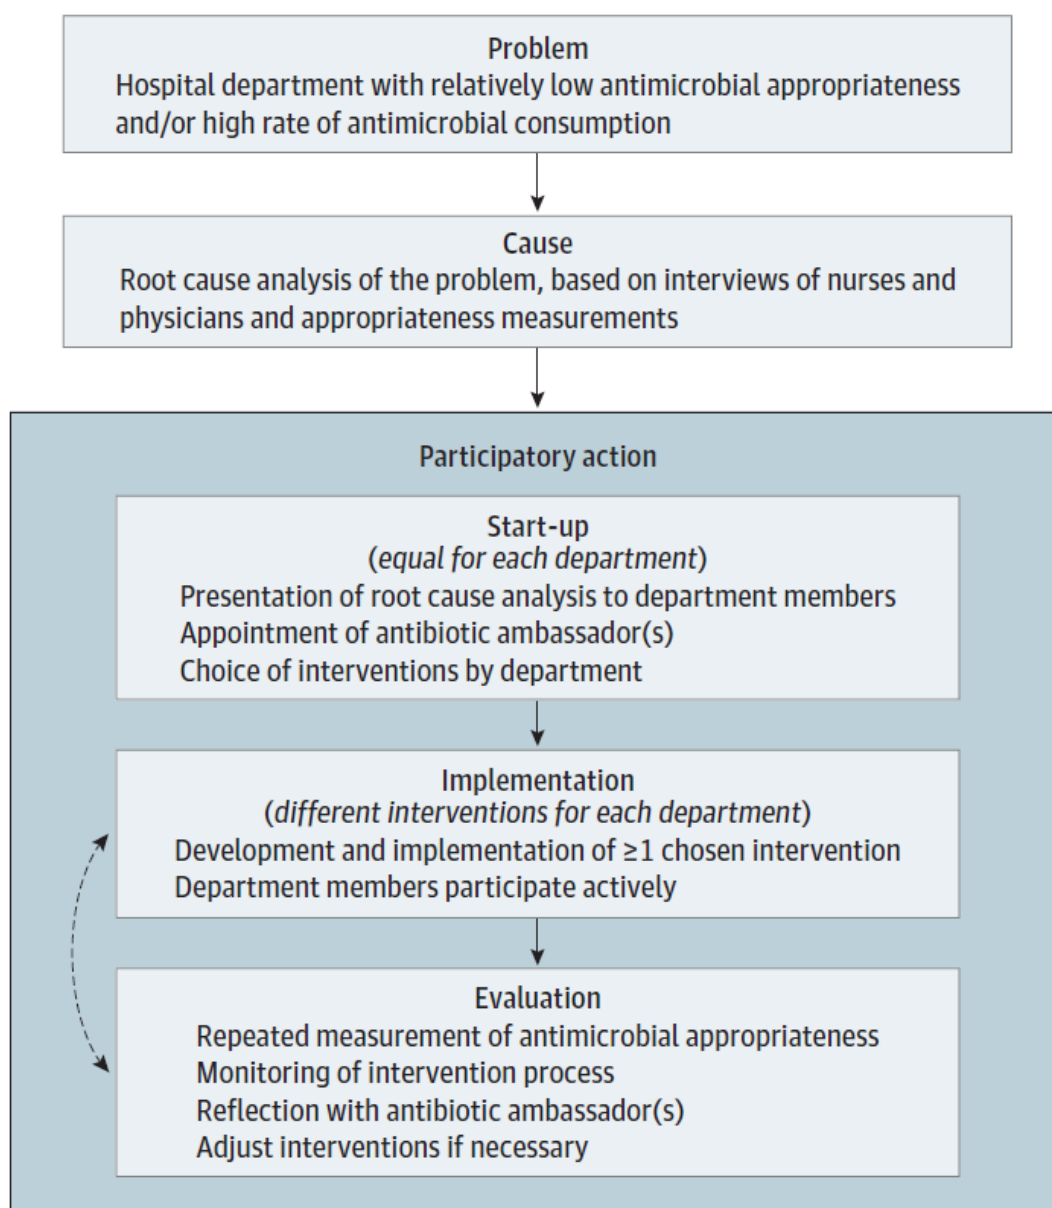 Problem
Hospital department with relatively low antimicrobial appropriateness
and/or high rate of antimicrobial consumption
Cause
Root cause analysis of the problem, based on interviews of nurses and
physicians and appropriateness measurements
Participatory action
Start-up
(equal for each department)
Presentation of root cause analysis to department members
Appointment of antibiotic ambassador(s)
Choice of interventions by department
Implementation
(different interventions for each department)
Development and implementation of ≥1 chosen intervention
Department members participate actively
Evaluation
Repeated measurement of antimicrobial appropriateness
Monitoring of intervention process
Reflection with antibiotic ambassador(s)
Adjust interventions if necessary